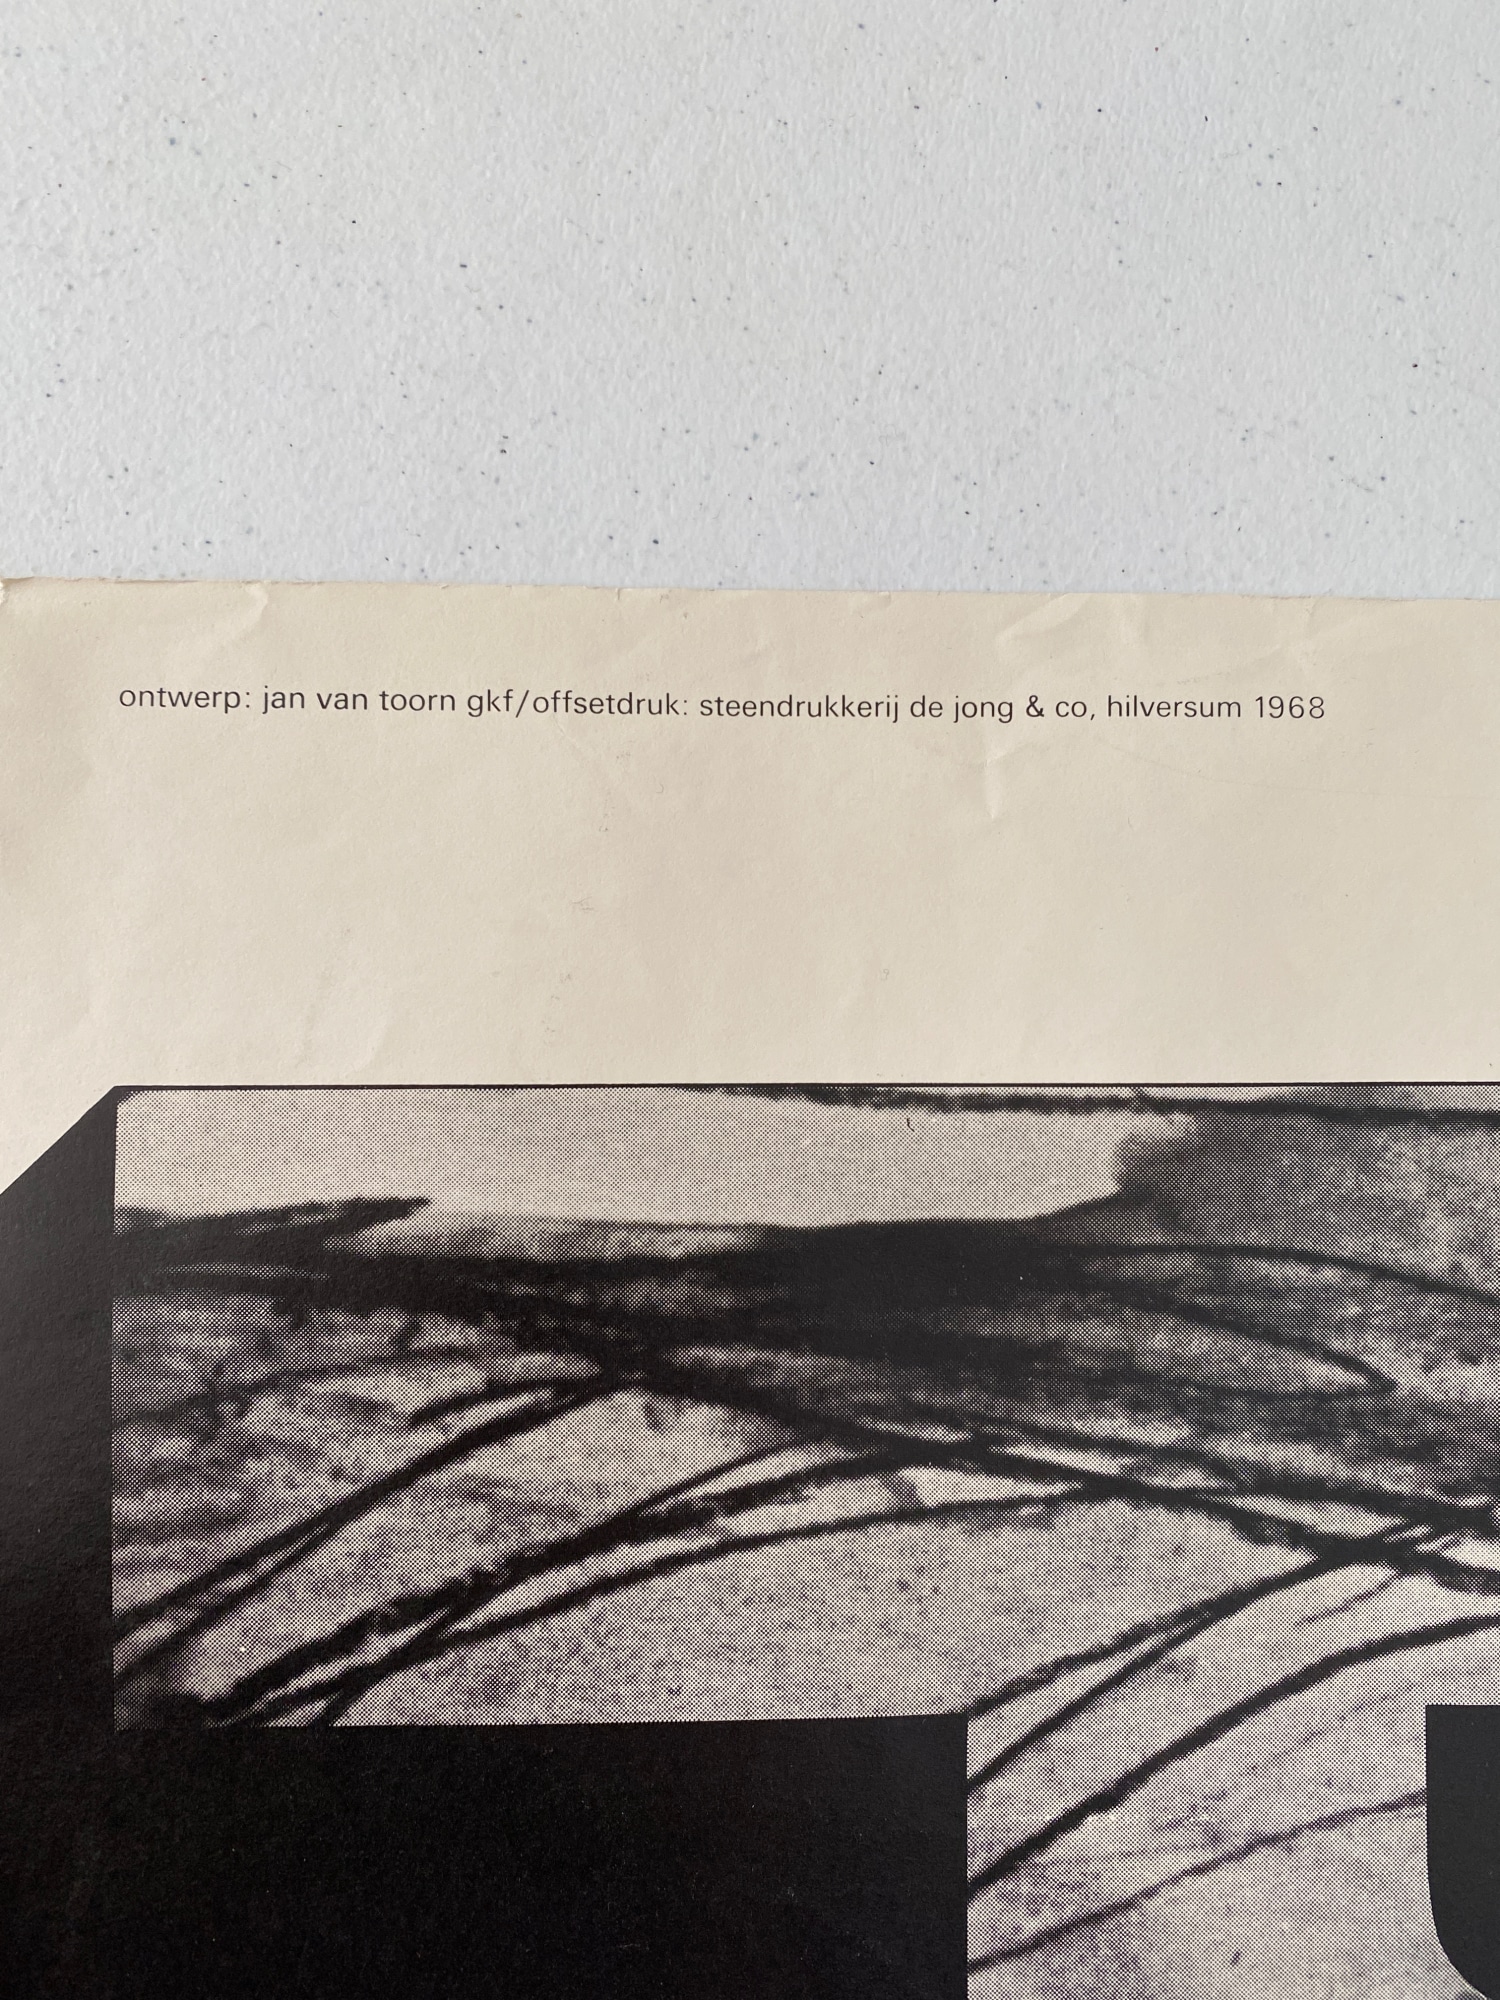 ontwerp: jan van toorn gkf/offsetdruk: steendrukkerij de jong & co, hilversum 1968